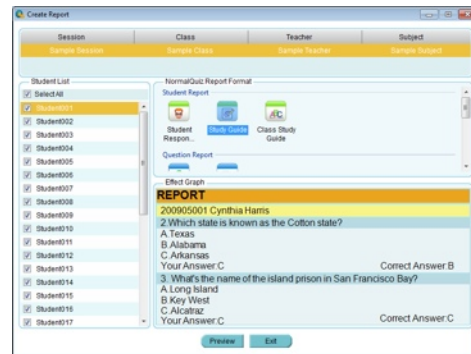 Create Report
Session Class Teacher Subject
Sample Session Sample Class Sample Teacher Sample Subject
Student List
Select All
Student001
Student002
Student003
Student004
Student005
Student006
Student007
Student008
Student009
Student010
Student011
Student012
Student013
Student014
Student015
Student016
Student017
NormalQuiz Report Format
Student Report
Student Respon...
Study Guide
Class Study Guide
Question Report
Effect Graph
REPORT
200905001 Cynthia Harris
2.Which state is known as the Cotton state?
A.Texas
B.Alabama
C.Arkansas
Your Answer:C Correct Answer:B
3. What's the name of the island prison in San Francisco Bay?
A.Long Island
B.Key West
C.Alcatraz
Your Answer:C Correct Answer:C
Preview Exit